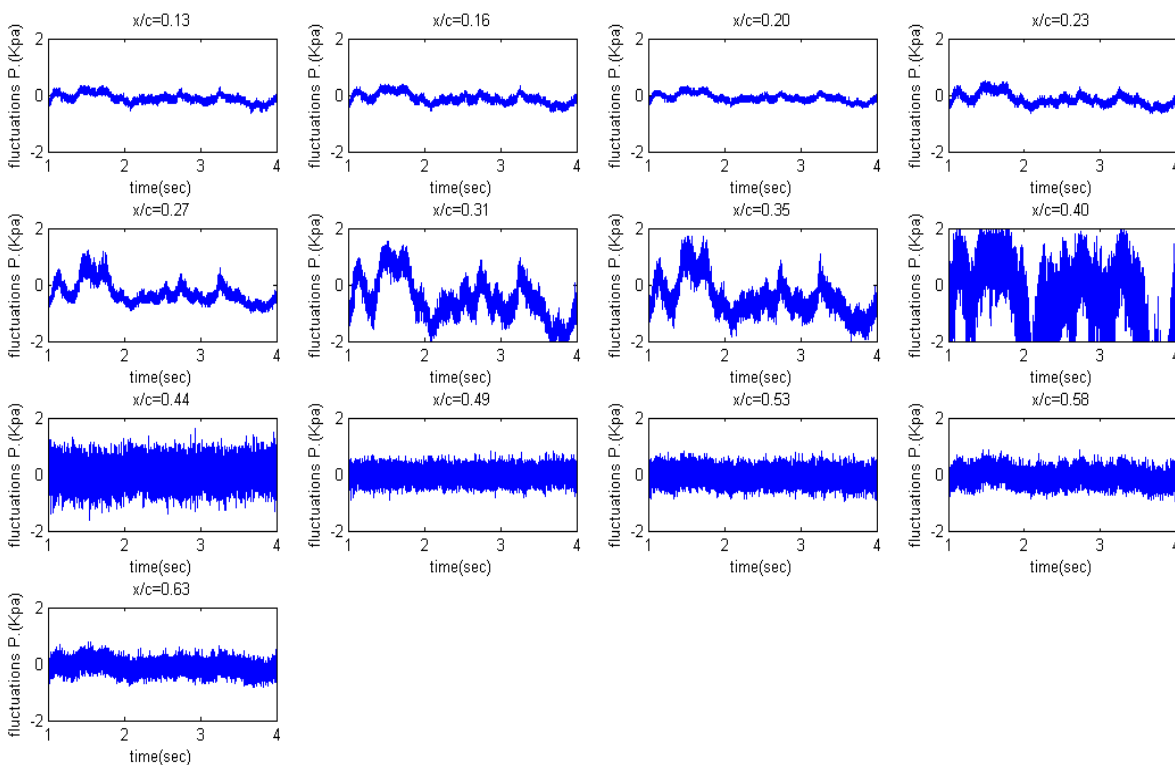 x/c=0.13
fluctuations P.(Kpa)
2
0
-2
1 2 3 4
time(sec)
x/c=0.16
fluctuations P.(Kpa)
2
0
-2
1 2 3 4
time(sec)
x/c=0.20
fluctuations P.(Kpa)
2
0
-2
1 2 3 4
time(sec)
x/c=0.23
fluctuations P.(Kpa)
2
0
-2
1 2 3 4
time(sec)
x/c=0.27
fluctuations P.(Kpa)
2
0
-2
1 2 3 4
time(sec)
x/c=0.31
fluctuations P.(Kpa)
2
0
-2
1 2 3 4
time(sec)
x/c=0.35
fluctuations P.(Kpa)
2
0
-2
1 2 3 4
time(sec)
x/c=0.40
fluctuations P.(Kpa)
2
0
-2
1 2 3 4
time(sec)
x/c=0.44
fluctuations P.(Kpa)
2
0
-2
1 2 3 4
time(sec)
x/c=0.49
fluctuations P.(Kpa)
2
0
-2
1 2 3 4
time(sec)
x/c=0.53
fluctuations P.(Kpa)
2
0
-2
1 2 3 4
time(sec)
x/c=0.58
fluctuations P.(Kpa)
2
0
-2
1 2 3 4
time(sec)
x/c=0.63
fluctuations P.(Kpa)
2
0
-2
1 2 3 4
time(sec)